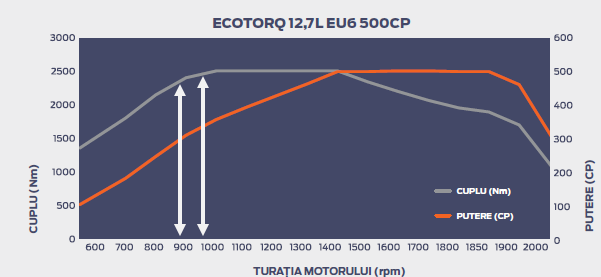 ECOTORQ 12,7L EU6 500CP
CUPLU (Nm)
3000
2500
2000
1500
1000
500
0
600
500
400
300
200
100
0
PUTERE (CP)
CUPLU (Nm)
PUTERE (CP)
600 700 800 900 1000 1100 1200 1300 1400 1500 1600 1700 1800 1850 1900 2000
TURAȚIA MOTORULUI (rpm)